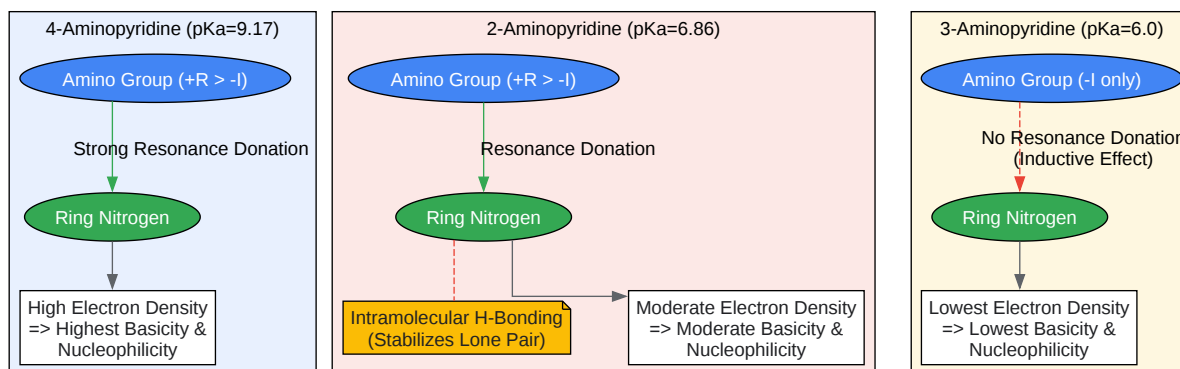 4-Aminopyridine (pKa=9.17)
Amino Group (+R > -I)
Strong Resonance Donation
Ring Nitrogen
High Electron Density
=> Highest Basicity &
Nucleophilicity
2-Aminopyridine (pKa=6.86)
Amino Group (+R > -I)
Resonance Donation
Ring Nitrogen
Intramolecular H-Bonding
(Stabilizes Lone Pair)
Moderate Electron Density
=> Moderate Basicity &
Nucleophilicity
3-Aminopyridine (pKa=6.0)
Amino Group (-I only)
No Resonance Donation
(Inductive Effect)
Ring Nitrogen
Lowest Electron Density
=> Lowest Basicity &
Nucleophilicity